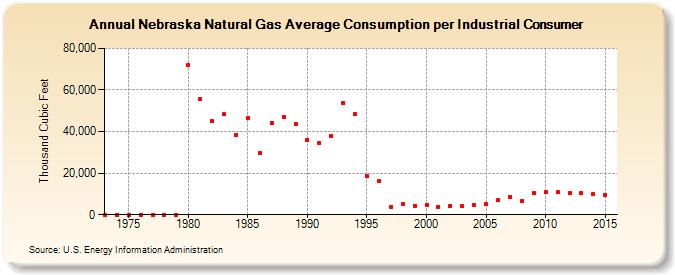 Annual Nebraska Natural Gas Average Consumption per Industrial Consumer
Thousand Cubic Feet
80,000
60,000
40,000
20,000
0
1975 1980 1985 1990 1995 2000 2005 2010 2015
Source: U.S. Energy Information Administration